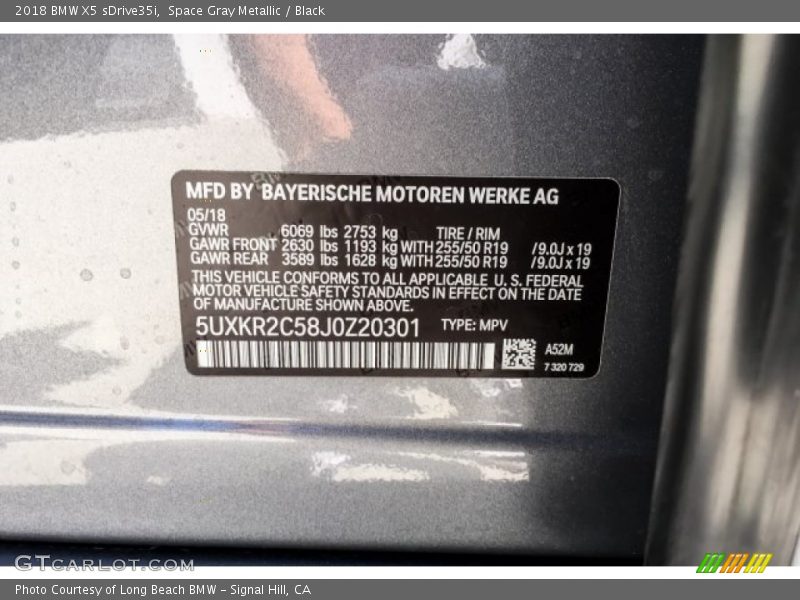 2018 BMW X5 sDrive35i, Space Gray Metallic / Black
MFD BY BAYERISCHE MOTOREN WERKE AG
05/18
GVWR 6069 lbs 2753 kg TIRE / RIM
GAWR FRONT 2630 lbs 1193 kg WITH 255/50 R19 /9.0J x 19
GAWR REAR 3589 lbs 1628 kg WITH 255/50 R19 /9.0J x 19
THIS VEHICLE CONFORMS TO ALL APPLICABLE U. S. FEDERAL
MOTOR VEHICLE SAFETY STANDARDS IN EFFECT ON THE DATE
OF MANUFACTURE SHOWN ABOVE.
5UXKR2C58J0Z20301 TYPE: MPV
A52M
7 320 729
GTCARLOT.COM
Photo Courtesy of Long Beach BMW - Signal Hill, CA